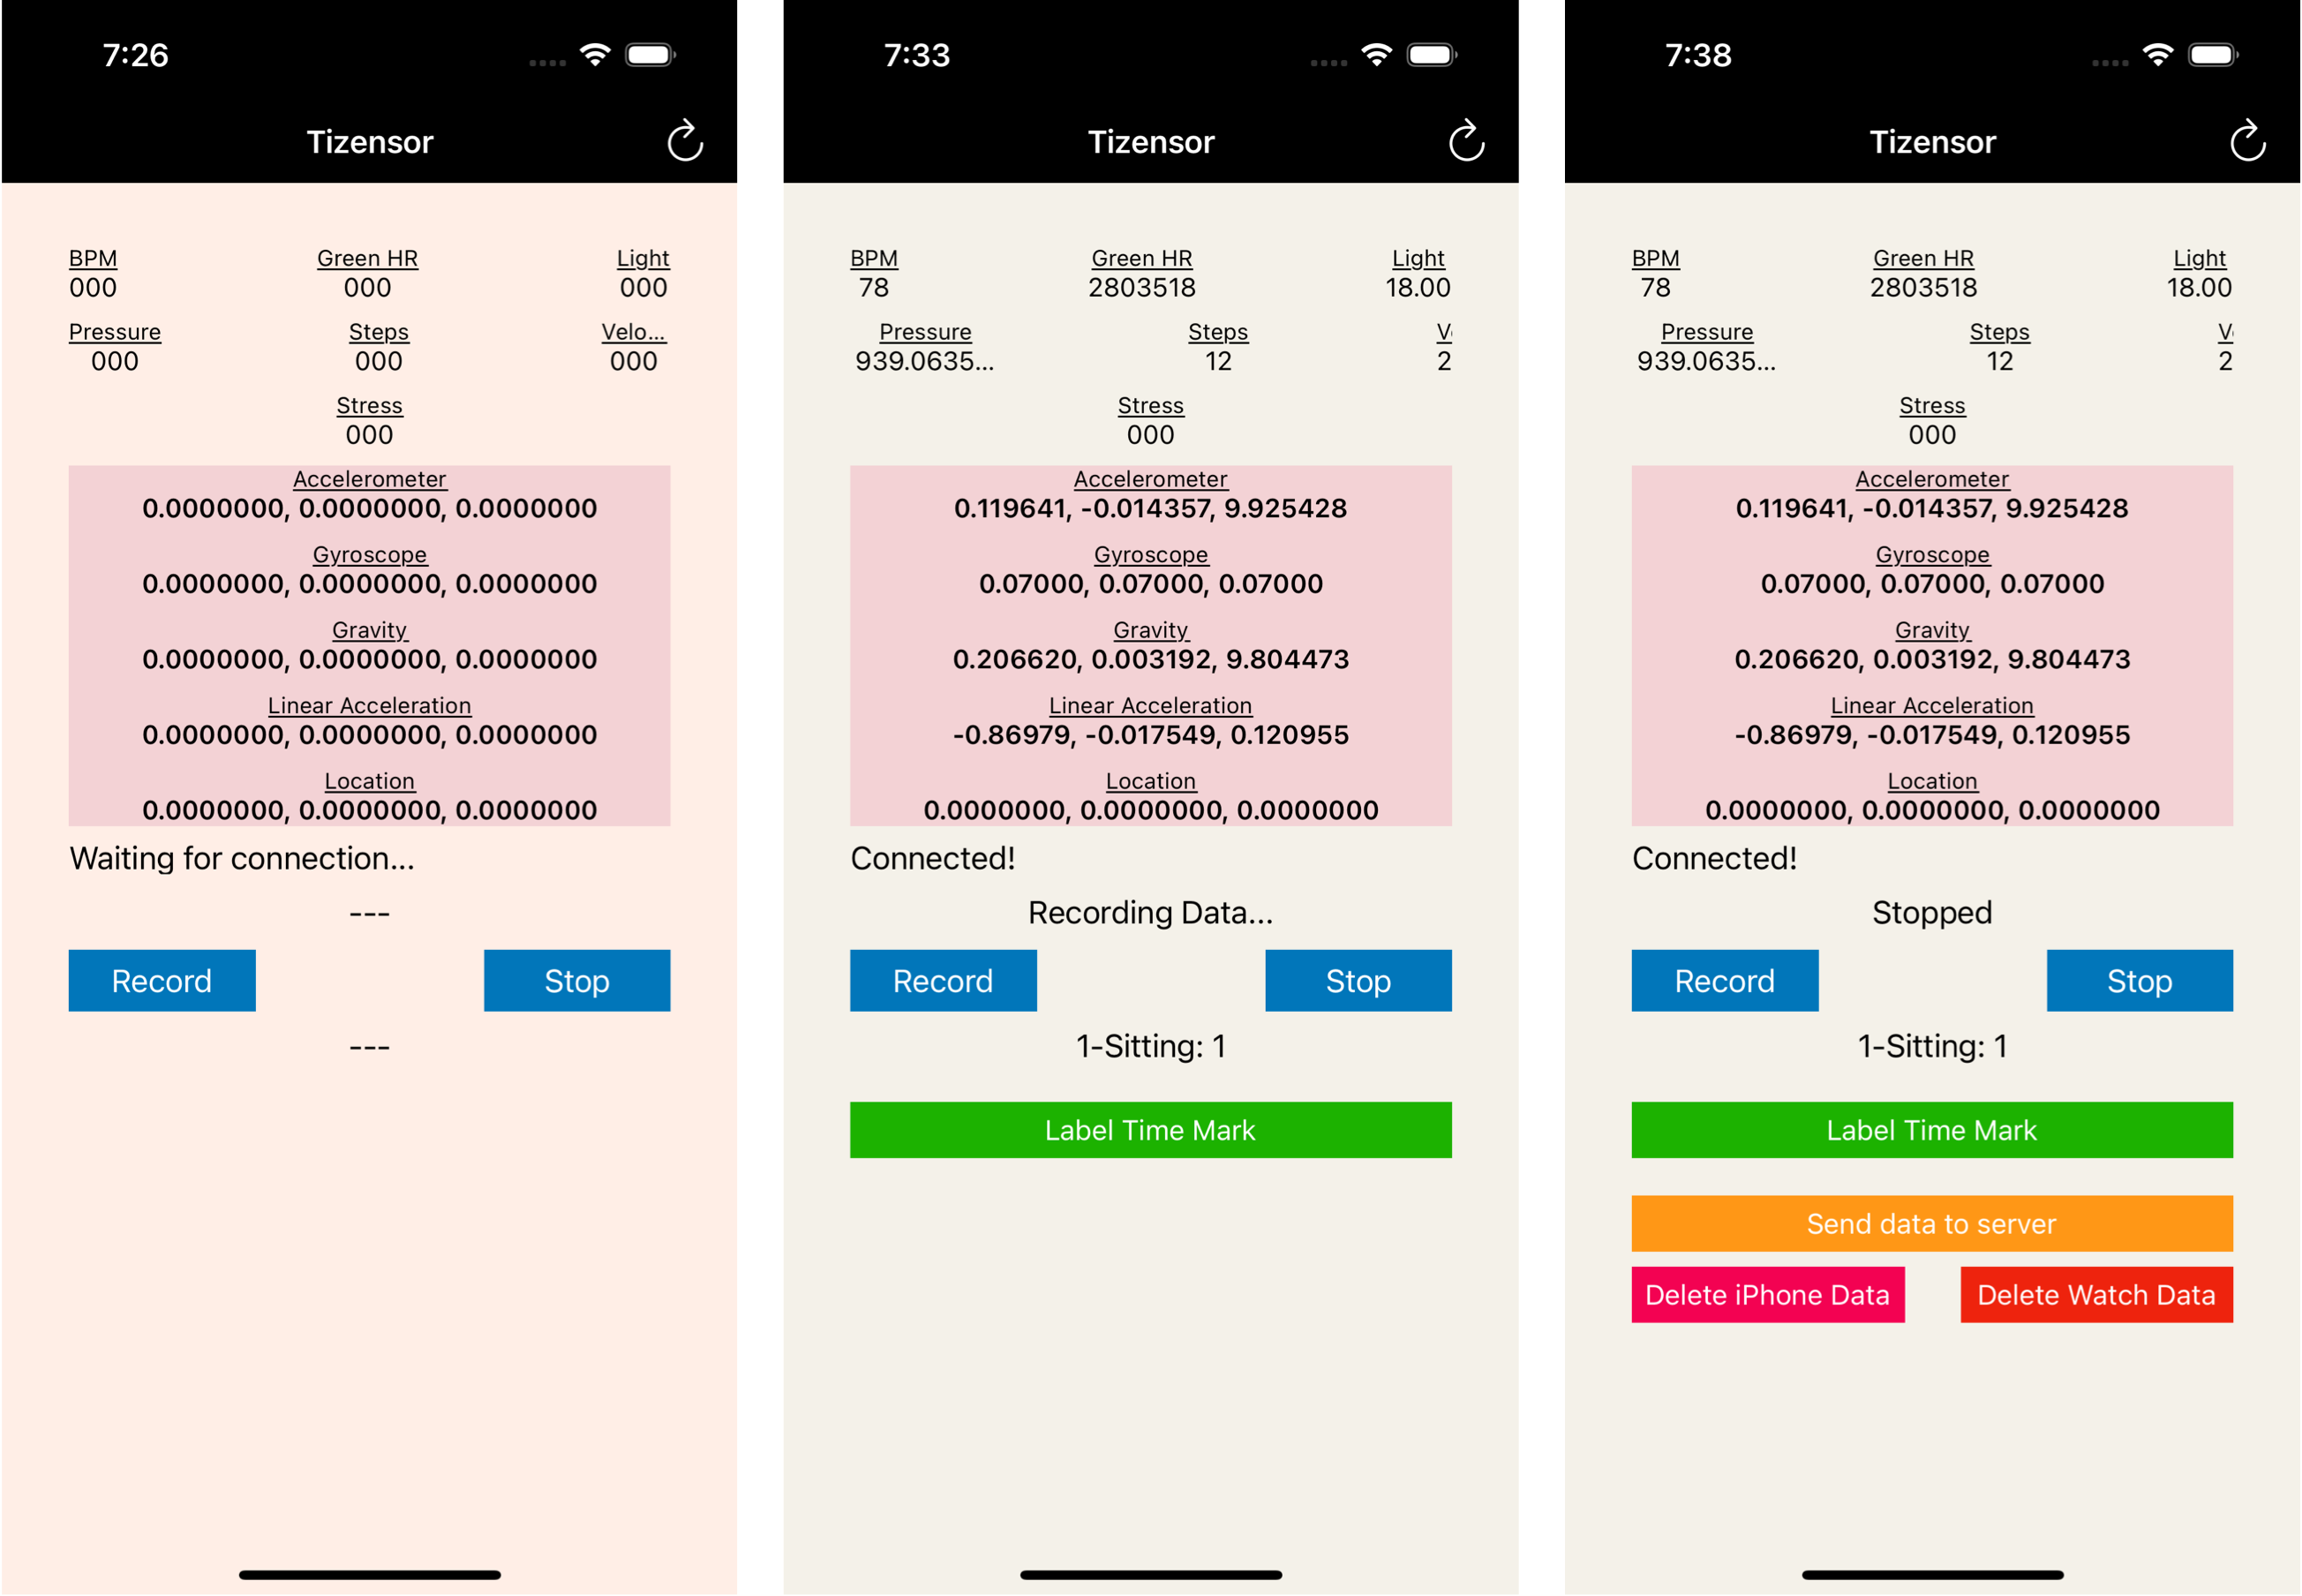 7:26
Tizensor
BPM Green HR Light
000 000 000
Pressure Steps Velo...
000 000 000
Stress
000
Accelerometer
0.0000000, 0.0000000, 0.0000000
Gyroscope
0.0000000, 0.0000000, 0.0000000
Gravity
0.0000000, 0.0000000, 0.0000000
Linear Acceleration
0.0000000, 0.0000000, 0.0000000
Location
0.0000000, 0.0000000, 0.0000000
Waiting for connection...
---
Record Stop
---
7:33
Tizensor
BPM Green HR Light
78 2803518 18.00
Pressure Steps V
939.0635... 12 2
Stress
000
Accelerometer
0.119641, -0.014357, 9.925428
Gyroscope
0.07000, 0.07000, 0.07000
Gravity
0.206620, 0.003192, 9.804473
Linear Acceleration
-0.86979, -0.017549, 0.120955
Location
0.0000000, 0.0000000, 0.0000000
Connected!
Recording Data...
Record Stop
1-Sitting: 1
Label Time Mark
7:38
Tizensor
BPM Green HR Light
78 2803518 18.00
Pressure Steps V
939.0635... 12 2
Stress
000
Accelerometer
0.119641, -0.014357, 9.925428
Gyroscope
0.07000, 0.07000, 0.07000
Gravity
0.206620, 0.003192, 9.804473
Linear Acceleration
-0.86979, -0.017549, 0.120955
Location
0.0000000, 0.0000000, 0.0000000
Connected!
Stopped
Record Stop
1-Sitting: 1
Label Time Mark
Send data to server
Delete iPhone Data Delete Watch Data